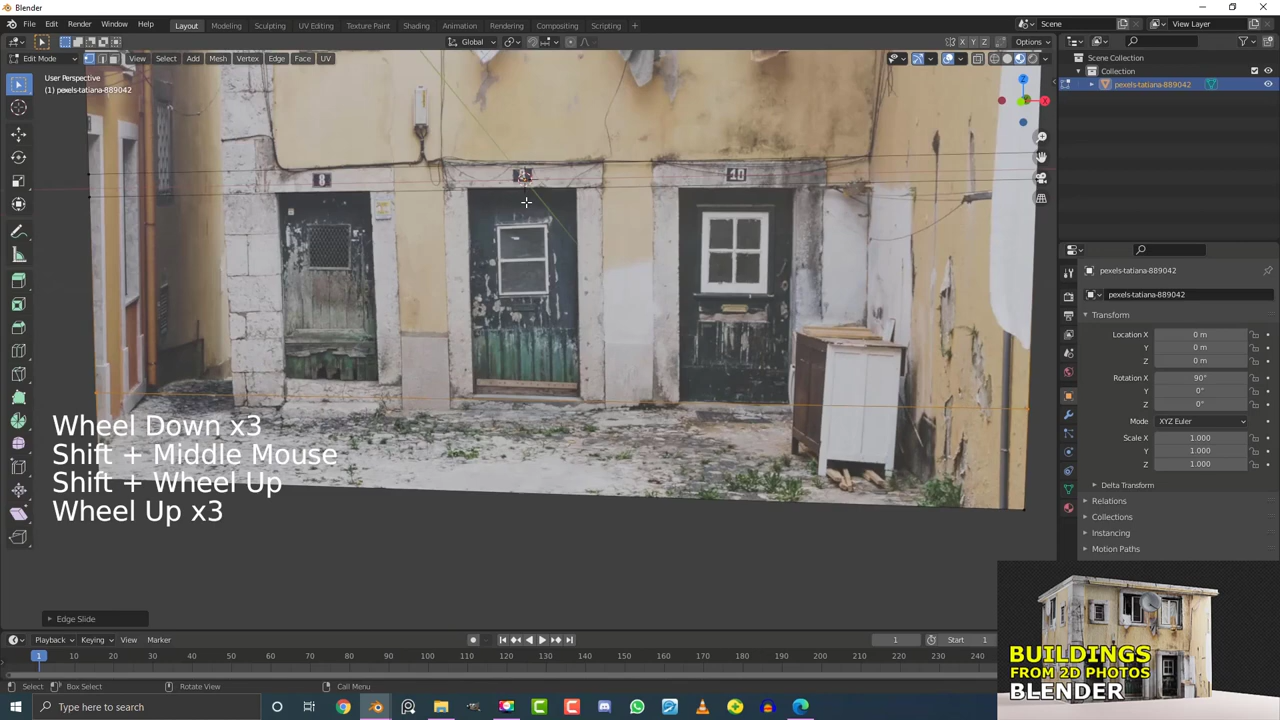 Blender
File Edit Render Window Help
Layout Modeling Sculpting UV Editing Texture Paint Shading Animation Rendering Compositing Scripting +
Scene View Layer
Global Options
X Y Z
Edit Mode View Select Add Mesh Vertex Edge Face UV
User Perspective
(1) pexels-tatiana-889042
Z
X
Scene Collection
Collection
pexels-tatiana-889042
8
10
pexels-tatiana-889042
pexels-tatiana-889042
Transform
Location X 0 m
Y 0 m
Z 0 m
Rotation X 90°
Y 0°
Z 0°
Mode XYZ Euler
Scale X 1.000
Y 1.000
Z 1.000
Delta Transform
Relations
Collections
Instancing
Motion Paths
Wheel Down x3
Shift + Middle Mouse
Shift + Wheel Up
Wheel Up x3
Edge Slide
BUILDINGS
FROM 2D PHOTOS
BLENDER
Playback Keying View Marker
1 Start 1
1 10 20 30 40 50 60 70 80 90 100 110 120 130 140 150 160 170 180 190 200 210 220 230 240
Select Box Select Rotate View Call Menu
Type here to search